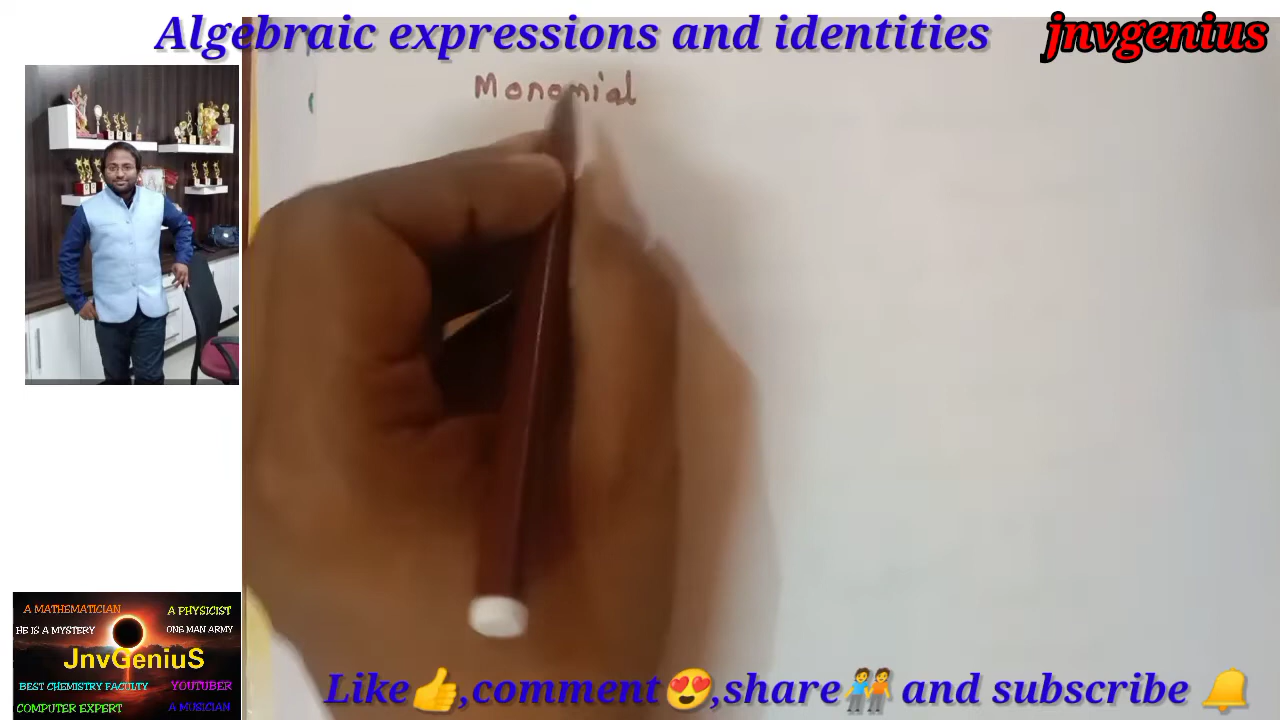 Algebraic expressions and identities
jnvgenius
Monomial
A MATHEMATICIAN
A PHYSICIST
HE IS A MYSTERY
ONE MAN ARMY
JnvGeniuS
BEST CHEMISTRY FACULTY
YOUTUBER
COMPUTER EXPERT
A MUSICIAN
Like👍,comment😍,share👬 and subscribe 🔔